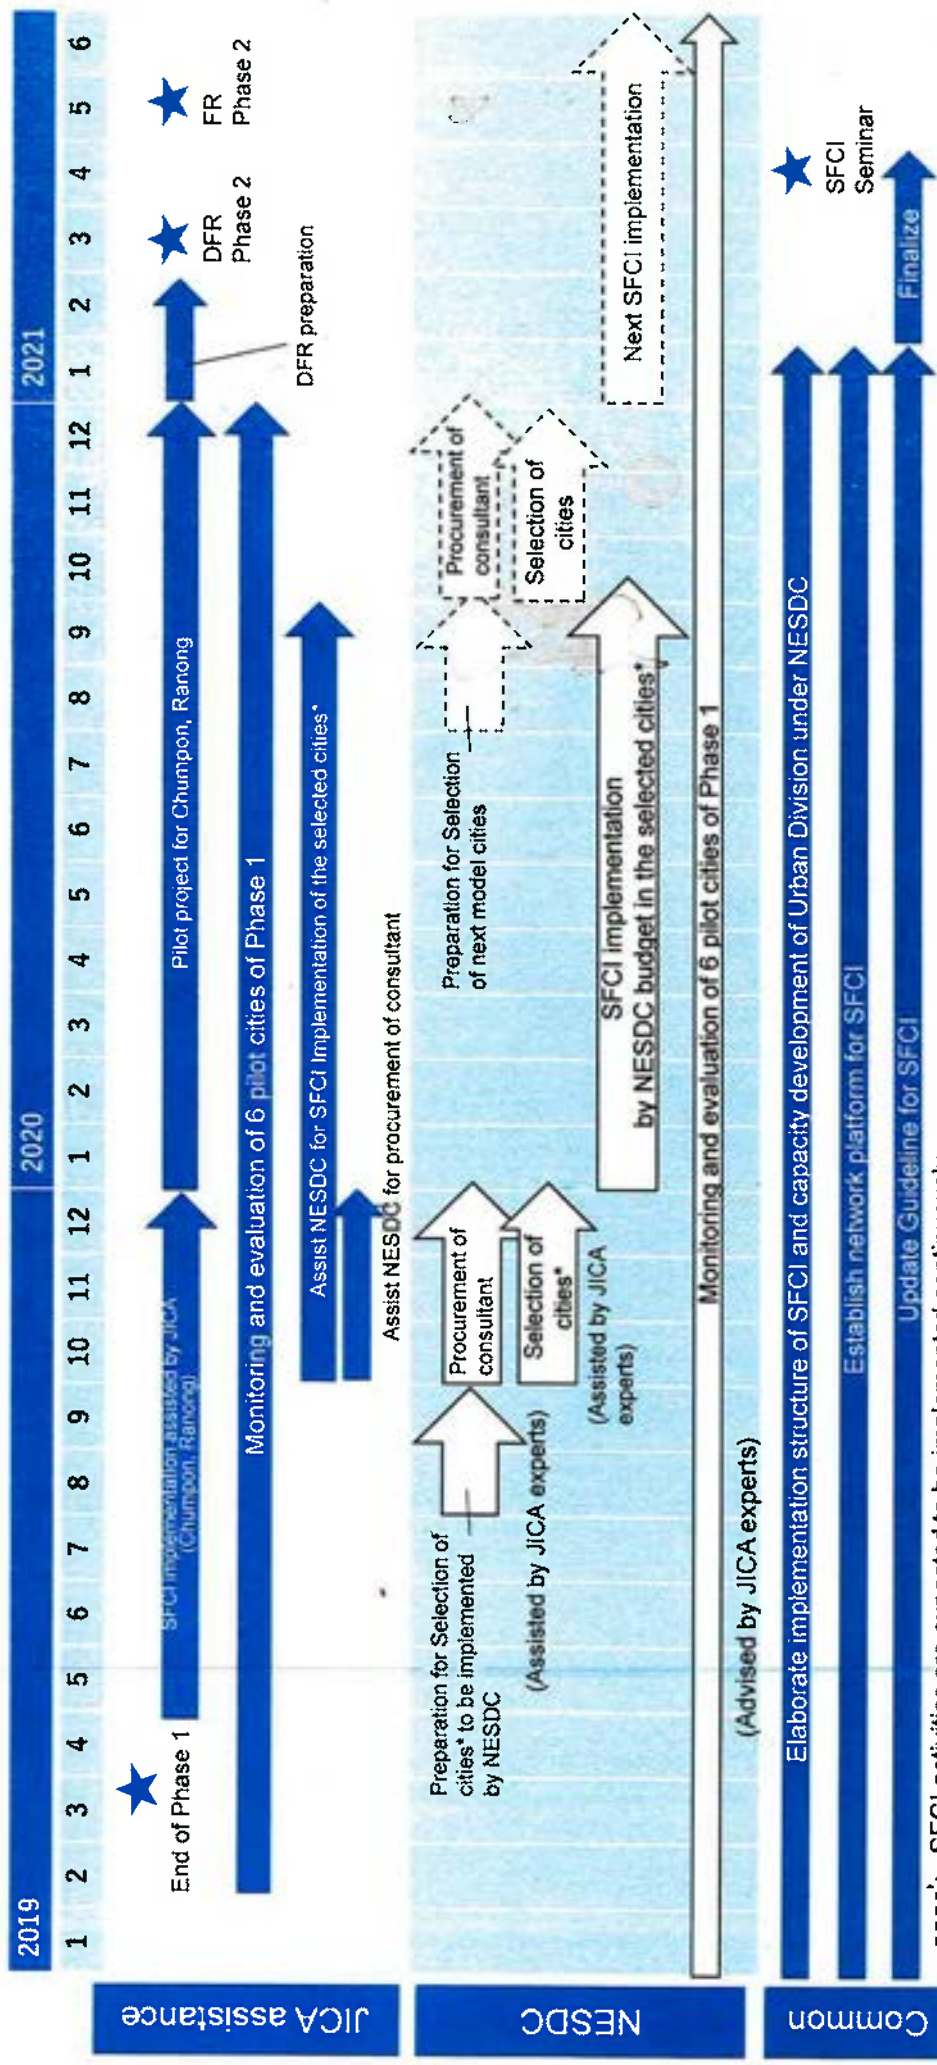 2019
2020
2021
1 2 3 4 5 6 7 8 9 10 11 12 1 2 3 4 5 6 7 8 9 10 11 12 1 2 3 4 5 6
JICA assistance
End of Phase 1
SFCI implementation assisted by JICA
(Chumpon, Ranong)
Pilot project for Chumpon, Ranong
DFR preparation
DFR
Phase 2
FR
Phase 2
Monitoring and evaluation of 6 pilot cities of Phase 1
Assist NESDC for SFCI Implementation of the selected cities*
Assist NESDC for procurement of consultant
NESDC
Preparation for Selection of
cities* to be implemented
by NESDC
(Assisted by JICA experts)
Procurement of
consultant
Selection of
cities*
(Assisted by JICA
experts)
Preparation for Selection
of next model cities
Procurement of
consultant
Selection of
cities
SFCI implementation
by NESDC budget in the selected cities*
Next SFCI implementation
Monitoring and evaluation of 6 pilot cities of Phase 1
(Advised by JICA experts)
Common
Elaborate implementation structure of SFCI and capacity development of Urban Division under NESDC
Establish network platform for SFCI
Update Guideline for SFCI
Finalize
SFCI
Seminar
SFCI activities are expected to be implemented continuously